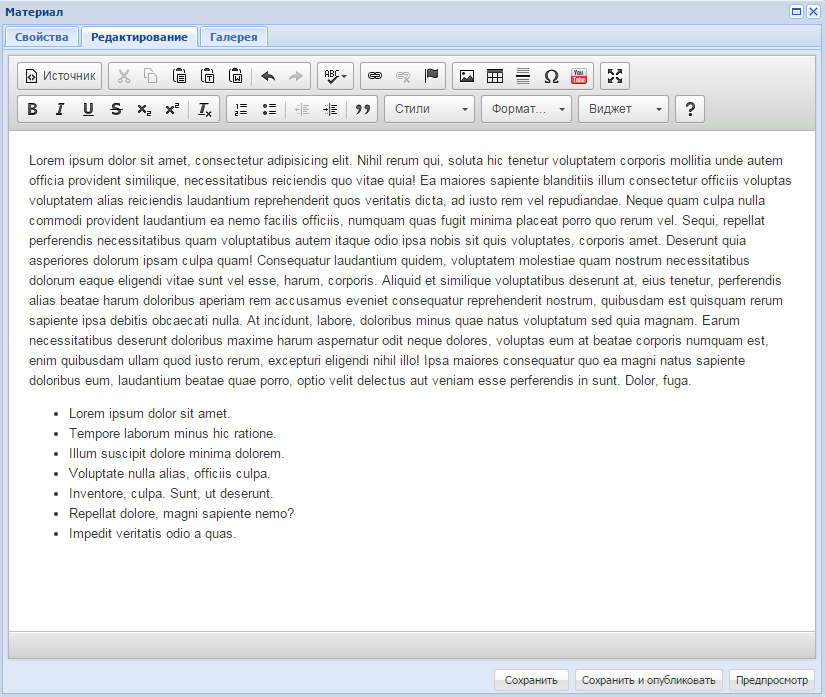 Материал
Свойства Редактирование Галерея
Источник ABC You Tube
B I U S x₂ x² Tx Стили Формат... Виджет ?
Lorem ipsum dolor sit amet, consectetur adipisicing elit. Nihil rerum qui, soluta hic tenetur voluptatem corporis mollitia unde autem
officia provident similique, necessitatibus reiciendis quo vitae quia! Ea maiores sapiente blanditiis illum consectetur officiis voluptas
voluptatem alias reiciendis laudantium reprehenderit quos veritatis dicta, ad iusto rem vel repudiandae. Neque quam culpa nulla
commodi provident laudantium ea nemo facilis officiis, numquam quas fugit minima placeat porro quo rerum vel. Sequi, repellat
perferendis necessitatibus quam voluptatibus autem itaque odio ipsa nobis sit quis voluptates, corporis amet. Deserunt quia
asperiores dolorum ipsam culpa quam! Consequatur laudantium quidem, voluptatem molestiae quam nostrum necessitatibus
dolorum eaque eligendi vitae sunt vel esse, harum, corporis. Aliquid et similique voluptatibus deserunt at, eius tenetur, perferendis
alias beatae harum doloribus aperiam rem accusamus eveniet consequatur reprehenderit nostrum, quibusdam est quisquam rerum
sapiente ipsa debitis obcaecati nulla. At incidunt, labore, doloribus minus quae natus voluptatum sed quia magnam. Earum
necessitatibus deserunt doloribus maxime harum aspernatur odit neque dolores, voluptas eum at beatae corporis numquam est,
enim quibusdam ullam quod iusto rerum, excepturi eligendi nihil illo! Ipsa maiores consequatur quo ea magni natus sapiente
doloribus eum, laudantium beatae quae porro, optio velit delectus aut veniam esse perferendis in sunt. Dolor, fuga.
• Lorem ipsum dolor sit amet.
• Tempore laborum minus hic ratione.
• Illum suscipit dolore minima dolorem.
• Voluptate nulla alias, officiis culpa.
• Inventore, culpa. Sunt, ut deserunt.
• Repellat dolore, magni sapiente nemo?
• Impedit veritatis odio a quas.
Сохранить Сохранить и опубликовать Предпросмотр